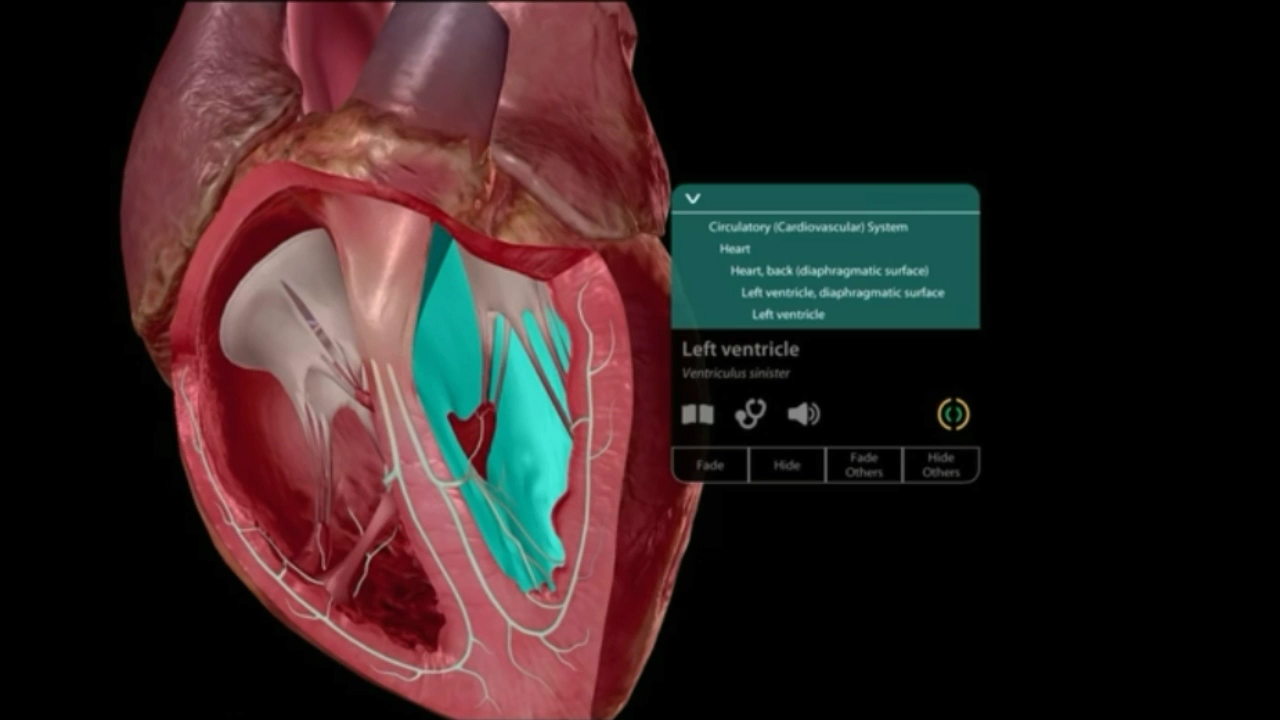 Circulatory (Cardiovascular) System
Heart
Heart, back (diaphragmatic surface)
Left ventricle, diaphragmatic surface
Left ventricle
Left ventricle
Ventriculus sinister
Fade
Hide
Fade Others
Hide Others